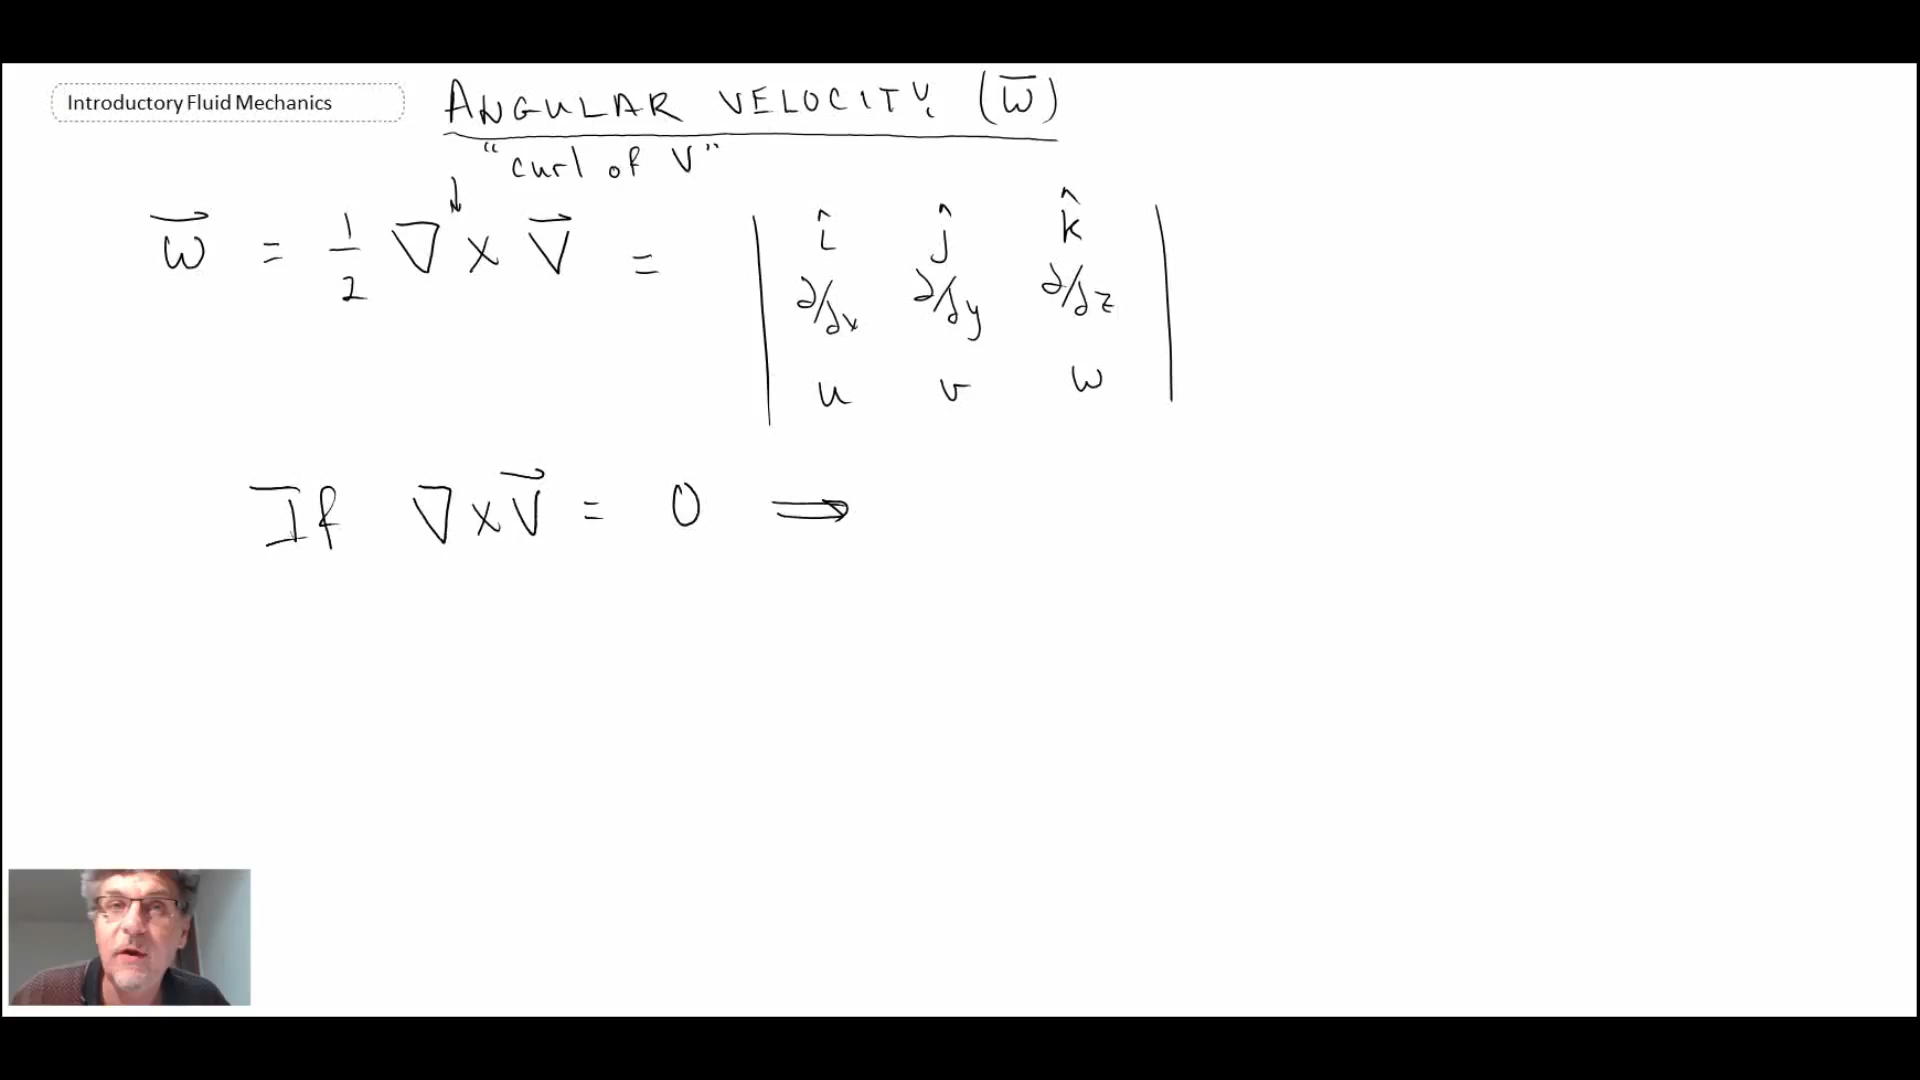 Introductory Fluid Mechanics
ANGULAR VELOCITY (ω̅)
"curl of V"
ω⃗ = 1/2 ∇ × V⃗ = | î ĵ k̂ |
| ∂/∂x ∂/∂y ∂/∂z |
| u v w |
If ∇×V⃗ = 0 ⇒